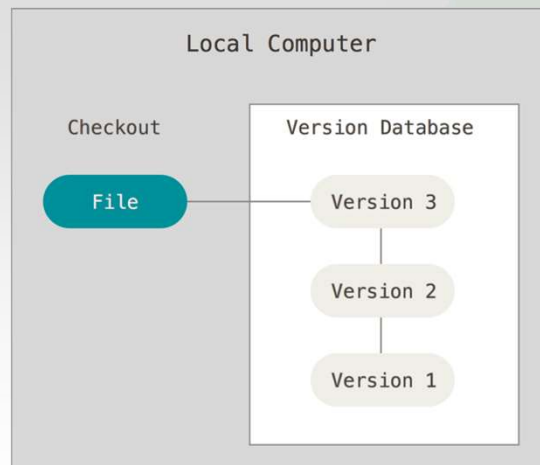 Local Computer
Checkout
Version Database
File
Version 3
Version 2
Version 1